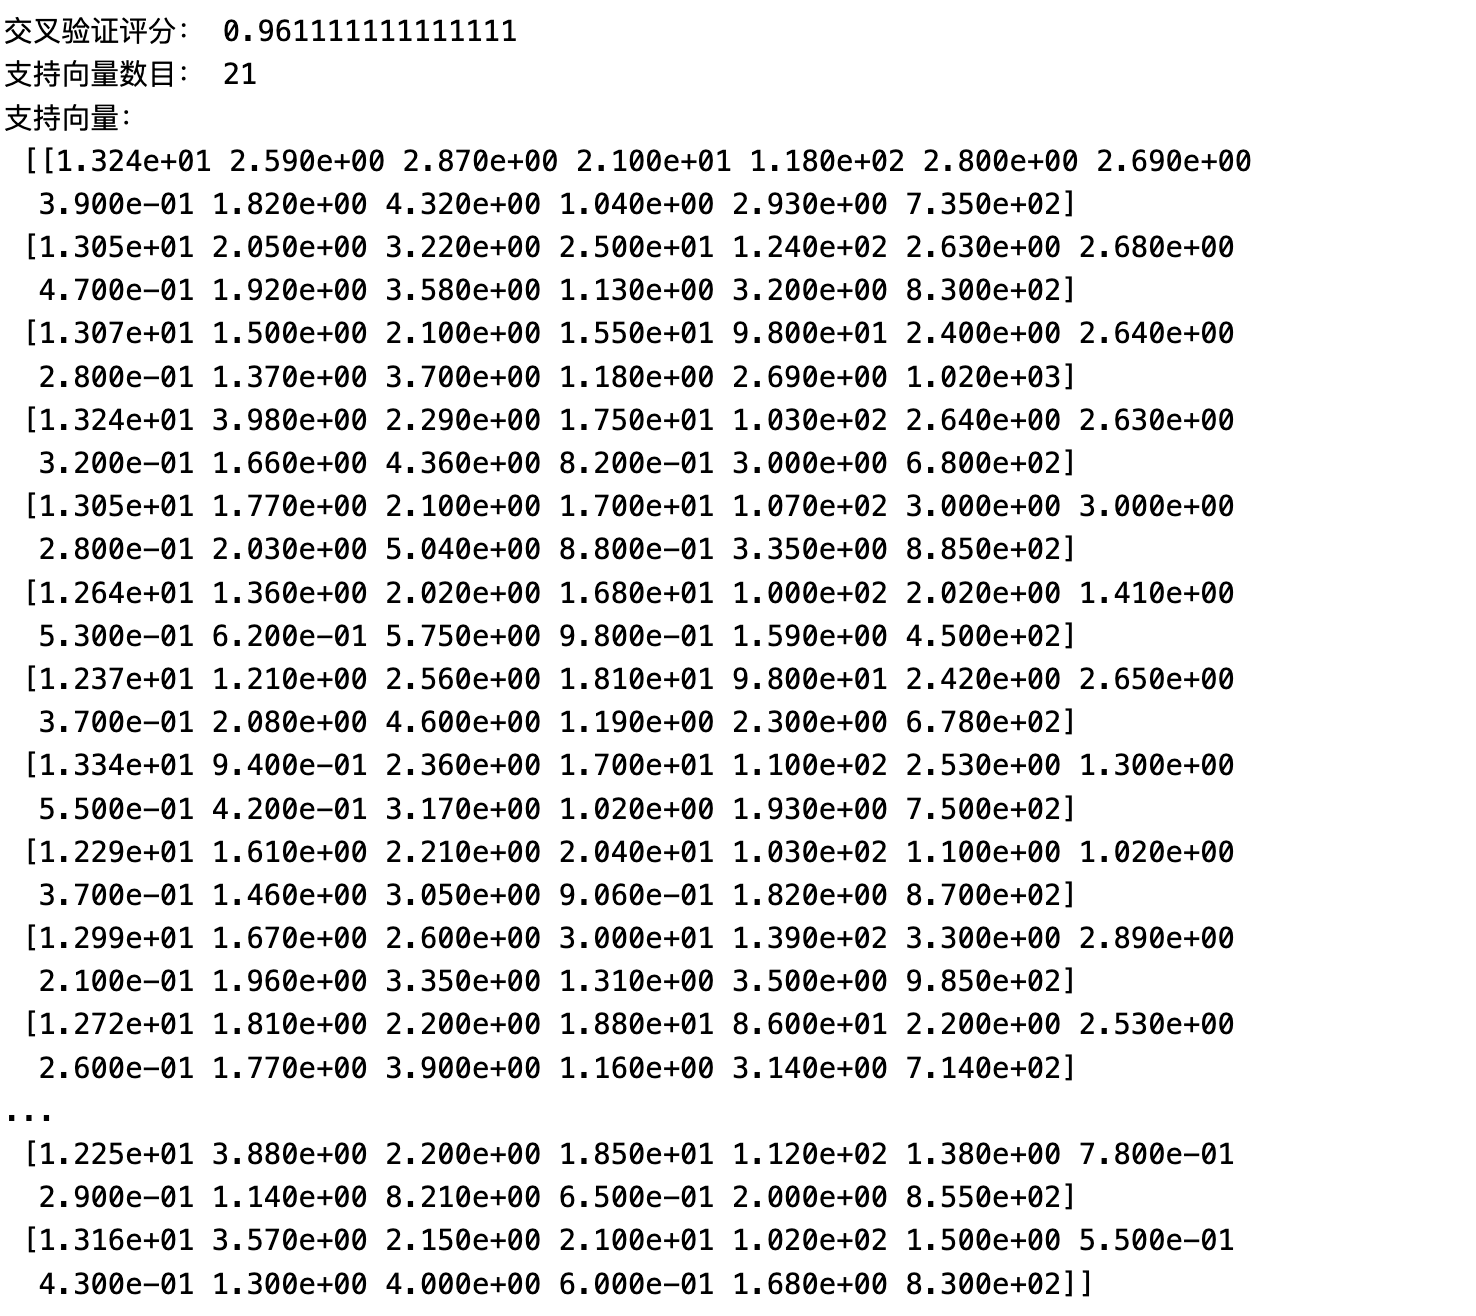 交叉验证评分： 0.961111111111111
支持向量数目： 21
支持向量：
[[1.324e+01 2.590e+00 2.870e+00 2.100e+01 1.180e+02 2.800e+00 2.690e+00
3.900e-01 1.820e+00 4.320e+00 1.040e+00 2.930e+00 7.350e+02]
[1.305e+01 2.050e+00 3.220e+00 2.500e+01 1.240e+02 2.630e+00 2.680e+00
4.700e-01 1.920e+00 3.580e+00 1.130e+00 3.200e+00 8.300e+02]
[1.307e+01 1.500e+00 2.100e+00 1.550e+01 9.800e+01 2.400e+00 2.640e+00
2.800e-01 1.370e+00 3.700e+00 1.180e+00 2.690e+00 1.020e+03]
[1.324e+01 3.980e+00 2.290e+00 1.750e+01 1.030e+02 2.640e+00 2.630e+00
3.200e-01 1.660e+00 4.360e+00 8.200e-01 3.000e+00 6.800e+02]
[1.305e+01 1.770e+00 2.100e+00 1.700e+01 1.070e+02 3.000e+00 3.000e+00
2.800e-01 2.030e+00 5.040e+00 8.800e-01 3.350e+00 8.850e+02]
[1.264e+01 1.360e+00 2.020e+00 1.680e+01 1.000e+02 2.020e+00 1.410e+00
5.300e-01 6.200e-01 5.750e+00 9.800e-01 1.590e+00 4.500e+02]
[1.237e+01 1.210e+00 2.560e+00 1.810e+01 9.800e+01 2.420e+00 2.650e+00
3.700e-01 2.080e+00 4.600e+00 1.190e+00 2.300e+00 6.780e+02]
[1.334e+01 9.400e-01 2.360e+00 1.700e+01 1.100e+02 2.530e+00 1.300e+00
5.500e-01 4.200e-01 3.170e+00 1.020e+00 1.930e+00 7.500e+02]
[1.229e+01 1.610e+00 2.210e+00 2.040e+01 1.030e+02 1.100e+00 1.020e+00
3.700e-01 1.460e+00 3.050e+00 9.060e-01 1.820e+00 8.700e+02]
[1.299e+01 1.670e+00 2.600e+00 3.000e+01 1.390e+02 3.300e+00 2.890e+00
2.100e-01 1.960e+00 3.350e+00 1.310e+00 3.500e+00 9.850e+02]
[1.272e+01 1.810e+00 2.200e+00 1.880e+01 8.600e+01 2.200e+00 2.530e+00
2.600e-01 1.770e+00 3.900e+00 1.160e+00 3.140e+00 7.140e+02]
...
[1.225e+01 3.880e+00 2.200e+00 1.850e+01 1.120e+02 1.380e+00 7.800e-01
2.900e-01 1.140e+00 8.210e+00 6.500e-01 2.000e+00 8.550e+02]
[1.316e+01 3.570e+00 2.150e+00 2.100e+01 1.020e+02 1.500e+00 5.500e-01
4.300e-01 1.300e+00 4.000e+00 6.000e-01 1.680e+00 8.300e+02]]